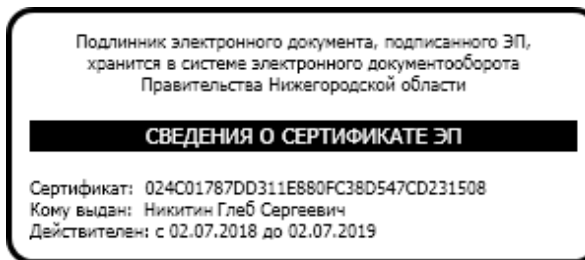 Подлинник электронного документа, подписанного ЭП,
хранится в системе электронного документооборота
Правительства Нижегородской области
СВЕДЕНИЯ О СЕРТИФИКАТЕ ЭП
Сертификат: 024C01787DD311E880FC38D547CD231508
Кому выдан: Никитин Глеб Сергеевич
Действителен: с 02.07.2018 до 02.07.2019